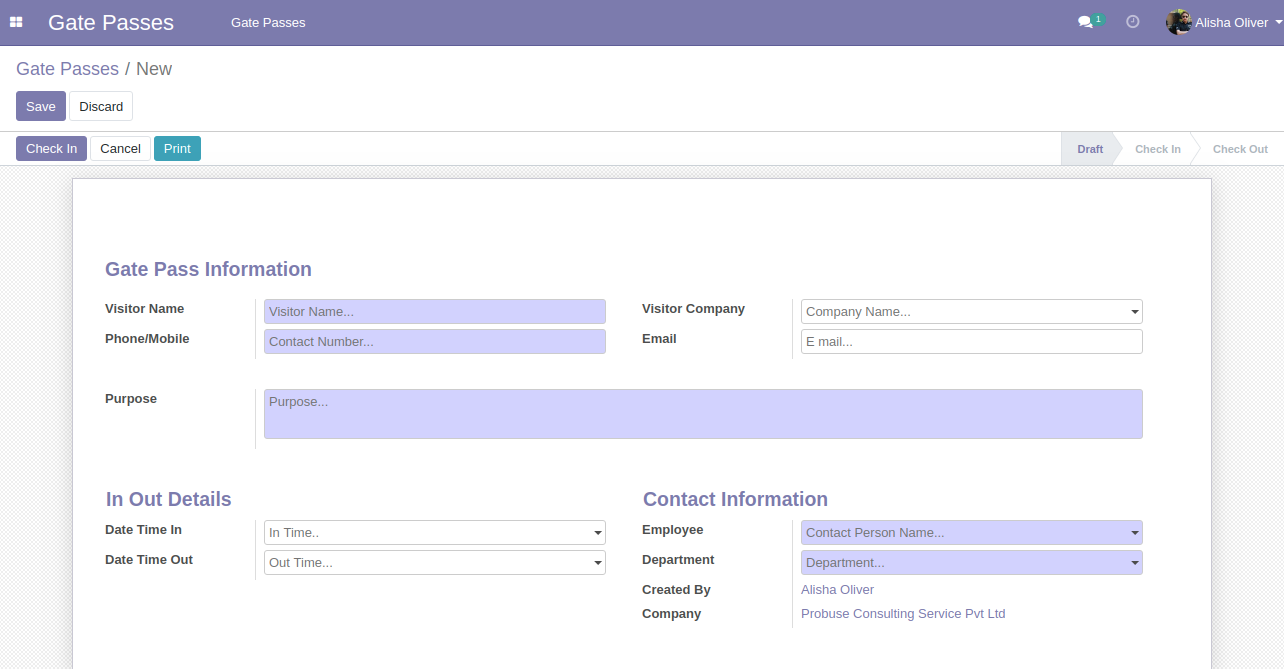 Gate Passes Gate Passes 1 Alisha Oliver
Gate Passes / New
Save Discard
Check In Cancel Print Draft Check In Check Out
Gate Pass Information
Visitor Name Visitor Name... Visitor Company Company Name...
Phone/Mobile Contact Number... Email E mail...
Purpose Purpose...
In Out Details Contact Information
Date Time In In Time.. Employee Contact Person Name...
Date Time Out Out Time... Department Department...
Created By Alisha Oliver
Company Probuse Consulting Service Pvt Ltd